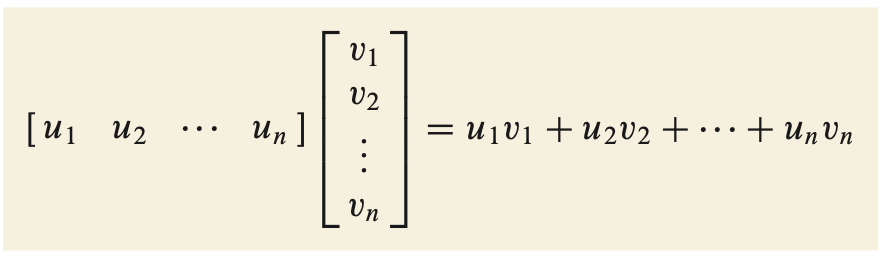 [ u₁ u₂ ⋯ uₙ ] [ v₁ v₂ ⋮ vₙ ] = u₁v₁ + u₂v₂ + ⋯ + uₙvₙ